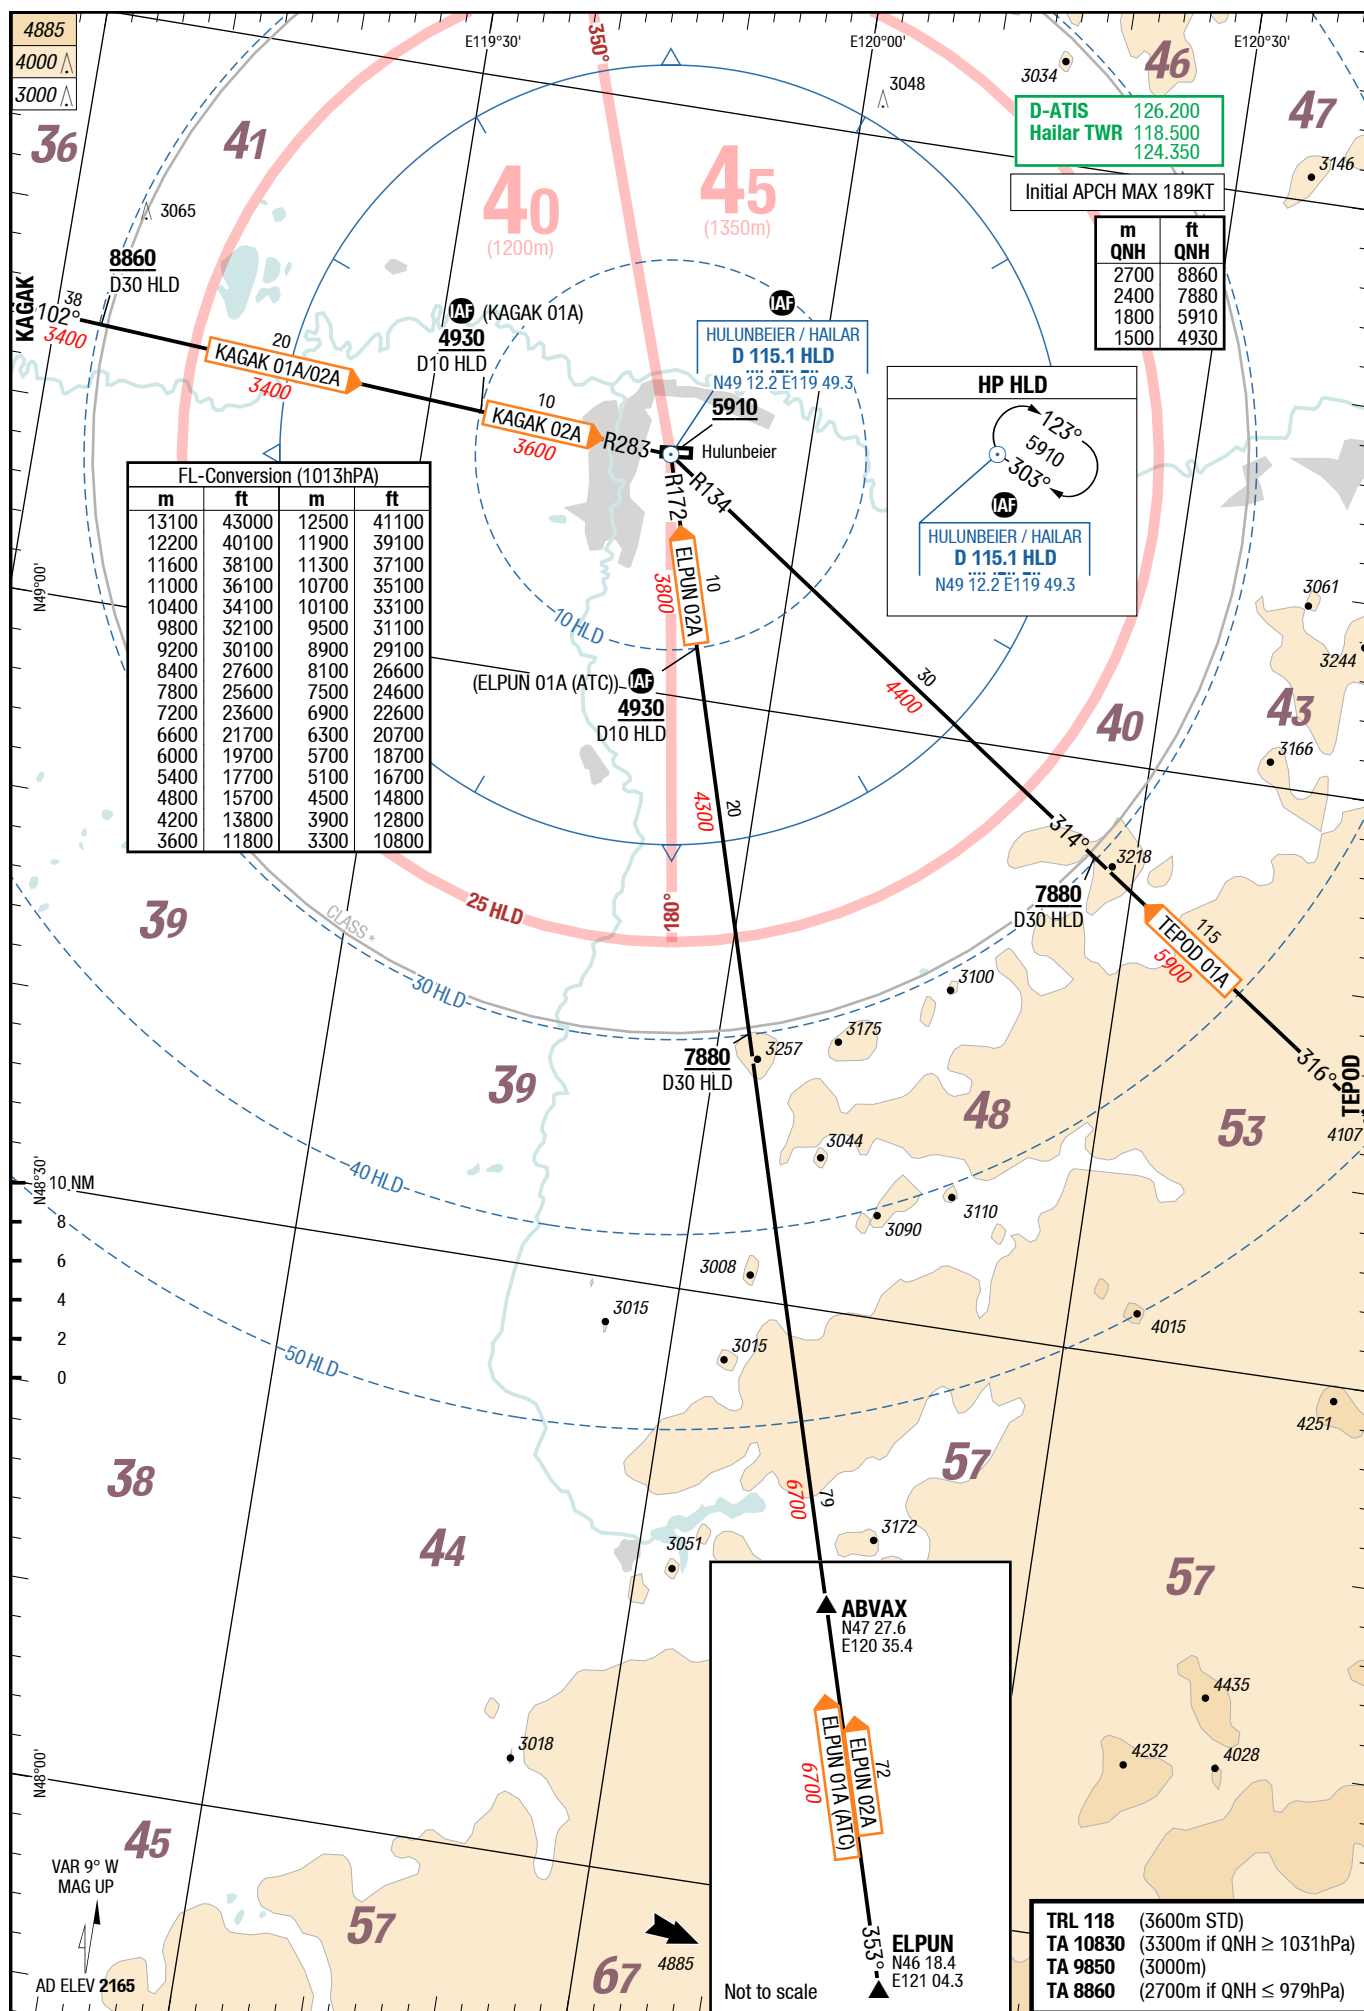 4885
4000
3000
E119°30'
350°
E120°00'
E120°30'
36
41
46
47
3034
3048
3146
3065
D-ATIS 126.200
Hailar TWR 118.500
124.350
Initial APCH MAX 189KT
m QNH ft QNH
2700 8860
2400 7880
1800 5910
1500 4930
40
(1200m)
45
(1350m)
KAGAK
38
102°
3400
8860
D30 HLD
20
KAGAK 01A/02A
3400
IAF (KAGAK 01A)
4930
D10 HLD
10
KAGAK 02A
3600
R283
IAF
HULUNBEIER / HAILAR
D 115.1 HLD
N49 12.2 E119 49.3
5910
Hulunbeier
R172
R134
HP HLD
123°
5910
303°
IAF
HULUNBEIER / HAILAR
D 115.1 HLD
N49 12.2 E119 49.3
FL-Conversion (1013hPA)
m ft m ft
13100 43000 12500 41100
12200 40100 11900 39100
11600 38100 11300 37100
11000 36100 10700 35100
10400 34100 10100 33100
9800 32100 9500 31100
9200 30100 8900 29100
8400 27600 8100 26600
7800 25600 7500 24600
7200 23600 6900 22600
6600 21700 6300 20700
6000 19700 5700 18700
5400 17700 5100 16700
4800 15700 4500 14800
4200 13800 3900 12800
3600 11800 3300 10800
N49°00'
10
ELPUN 02A
3800
10 HLD
(ELPUN 01A (ATC)) IAF
4930
D10 HLD
20
4300
30
4400
3061
3244
43
40
3166
314°
3218
7880
D30 HLD
115
TEPOD 01A
5900
316°
TEPOD
4107
39
CLASS *
25 HLD
180°
30 HLD
3100
3175
3257
7880
D30 HLD
39
48
53
3044
3110
3090
40 HLD
N48°30'
10 NM
8
6
4
2
0
3008
3015
3015
4015
50 HLD
4251
38
57
79
6700
44
3172
3051
57
ABVAX
N47 27.6
E120 35.4
4435
4232
4028
3018
N48°00'
72
ELPUN 02A
ELPUN 01A (ATC)
6700
45
VAR 9° W
MAG UP
57
AD ELEV 2165
67
4885
353°
ELPUN
N46 18.4
E121 04.3
Not to scale
TRL 118 (3600m STD)
TA 10830 (3300m if QNH ≥ 1031hPa)
TA 9850 (3000m)
TA 8860 (2700m if QNH ≤ 979hPa)